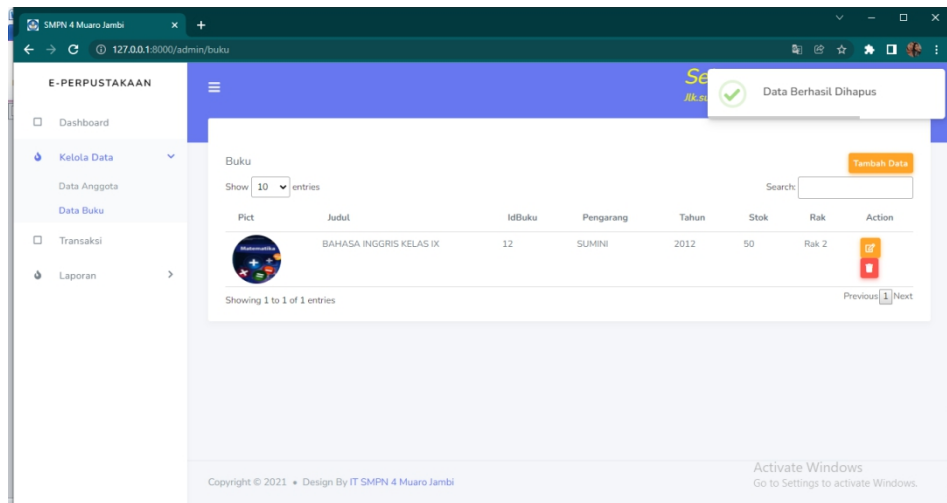 SMPN 4 Muaro Jambi
127.0.0.1:8000/admin/buku
E-PERPUSTAKAAN
Data Berhasil Dihapus
Dashboard
Kelola Data
Data Anggota
Data Buku
Transaksi
Laporan
Buku
Tambah Data
Show 10 entries
Search:
Pict Judul IdBuku Pengarang Tahun Stok Rak Action
Matematika
BAHASA INGGRIS KELAS IX 12 SUMINI 2012 50 Rak 2
Showing 1 to 1 of 1 entries
Previous 1 Next
Copyright © 2021 • Design By IT SMPN 4 Muaro Jambi
Activate Windows
Go to Settings to activate Windows.